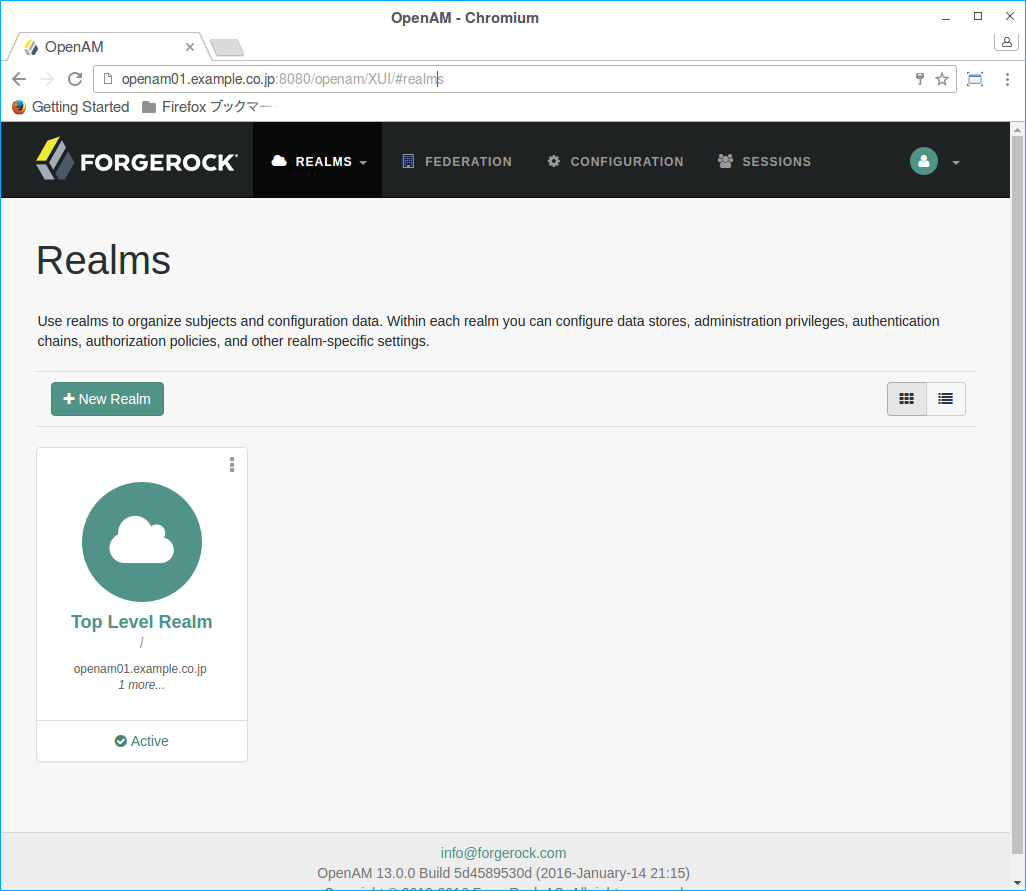 OpenAM - Chromium
OpenAM
openam01.example.co.jp:8080/openam/XUI/#realms
Getting Started Firefox ブックマー
FORGEROCK REALMS FEDERATION CONFIGURATION SESSIONS
Realms
Use realms to organize subjects and configuration data. Within each realm you can configure data stores, administration privileges, authentication
chains, authorization policies, and other realm-specific settings.
New Realm
Top Level Realm
/
openam01.example.co.jp
1 more...
Active
info@forgerock.com
OpenAM 13.0.0 Build 5d4589530d (2016-January-14 21:15)